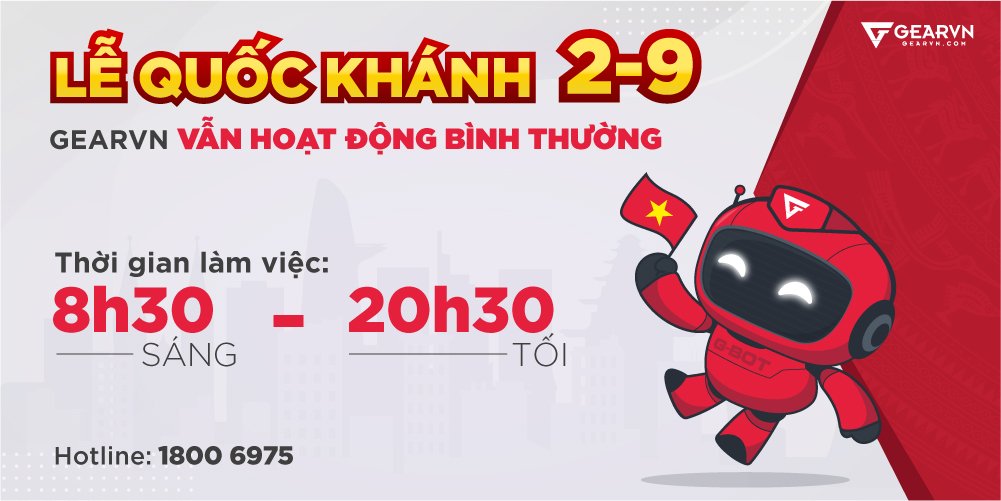 GEARVN
GEARVN.COM
LỄ QUỐC KHÁNH 2-9
GEARVN VẪN HOẠT ĐỘNG BÌNH THƯỜNG
Thời gian làm việc:
8h30 - 20h30
SÁNG TỐI
G-BOT
Hotline: 1800 6975